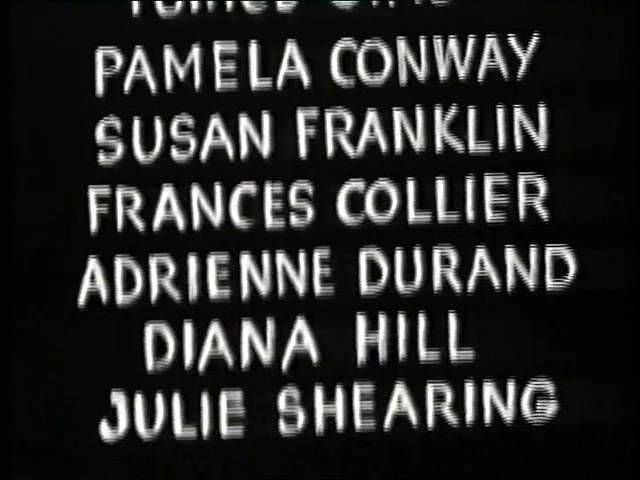 PAMELA CONWAY
SUSAN FRANKLIN
FRANCES COLLIER
ADRIENNE DURAND
DIANA HILL
JULIE SHEARING